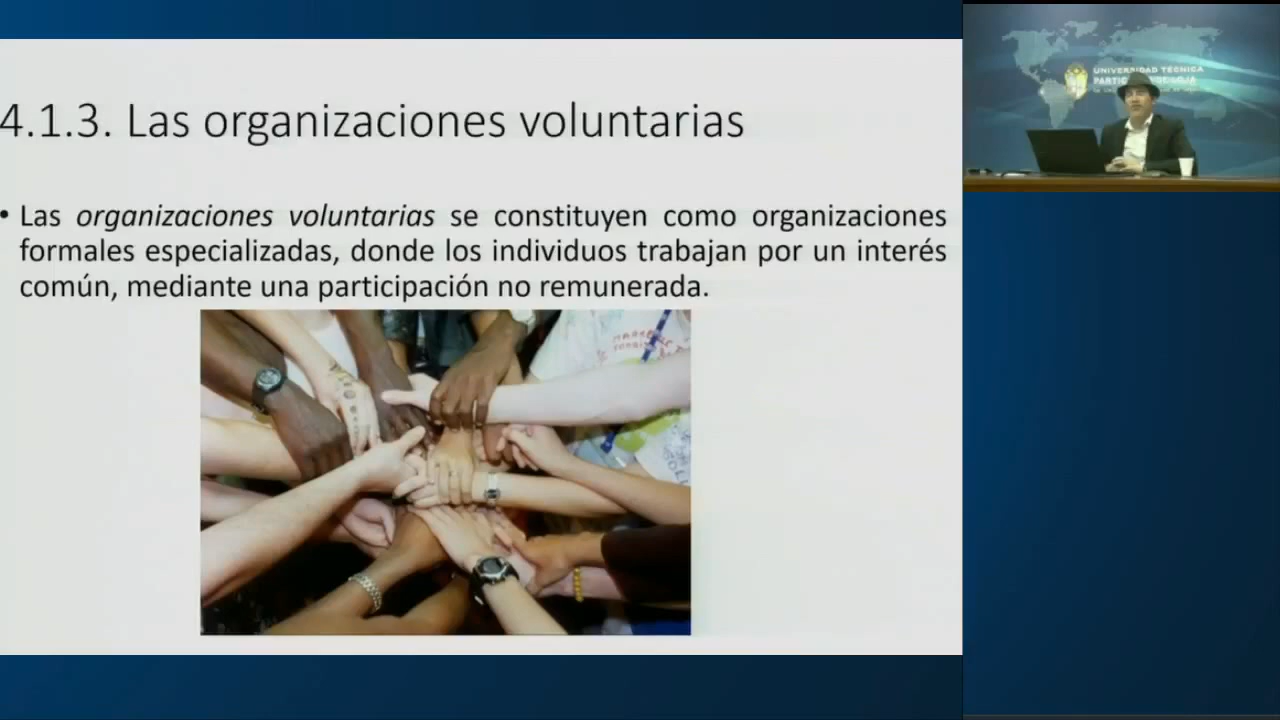 4.1.3. Las organizaciones voluntarias
• Las organizaciones voluntarias se constituyen como organizaciones
formales especializadas, donde los individuos trabajan por un interés
común, mediante una participación no remunerada.
UNIVERSIDAD TÉCNICA